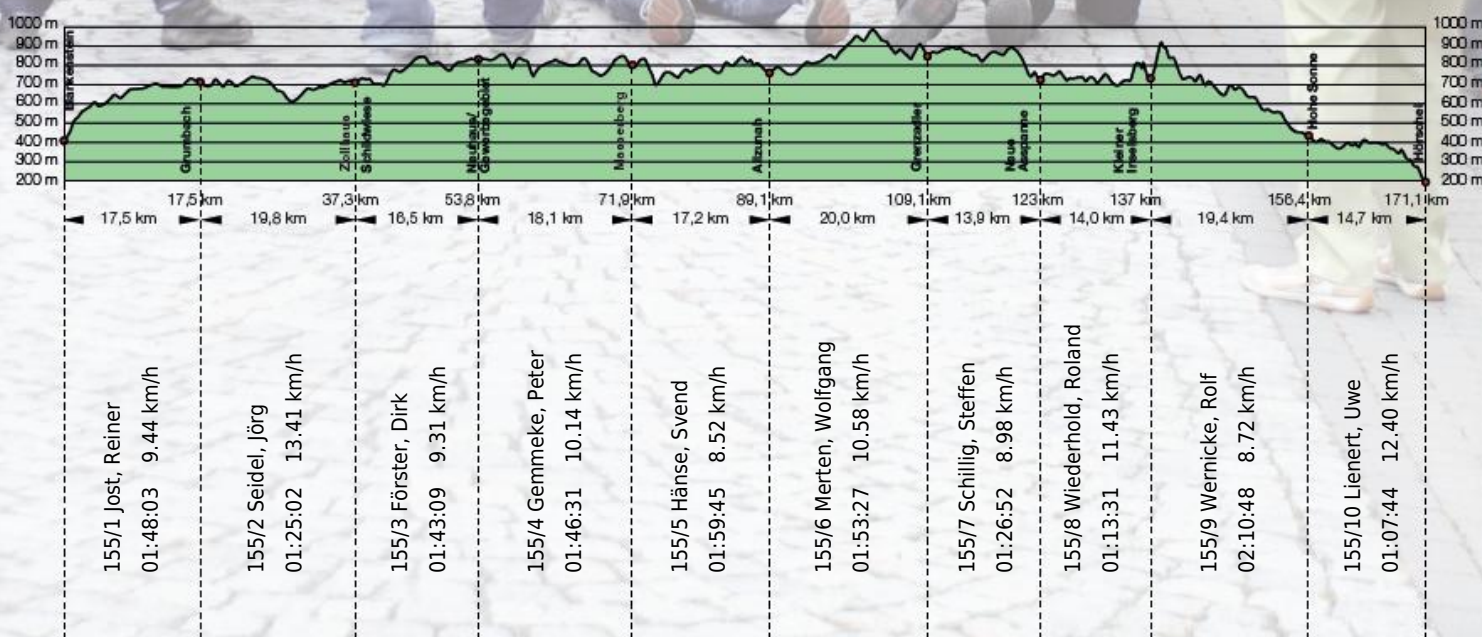 1000 m
900 m
800 m
700 m
600 m
500 m
400 m
300 m
200 m
1000 m
900 m
800 m
700 m
600 m
500 m
400 m
300 m
200 m
Blankenstein
Grumbach
Zollhaus
Schildwiese
Neuhaus/
Masserberg
Allzunah
Grenzadler
Neue
Ausspanne
Kleiner
Inselsberg
Hohe Sonne
Hörschel
17,5 km
37,3 km
53,8 km
71,9 km
89,1 km
109,1 km
123 km
137 km
156,4 km
171,1 km
17,5 km
19,8 km
16,5 km
18,1 km
17,2 km
20,0 km
13,9 km
14,0 km
19,4 km
14,7 km
155/1 Jost, Reiner
01:48:03 9.44 km/h
155/2 Seidel, Jörg
01:25:02 13.41 km/h
155/3 Förster, Dirk
01:43:09 9.31 km/h
155/4 Gemmeke, Peter
01:46:31 10.14 km/h
155/5 Hänse, Svend
01:59:45 8.52 km/h
155/6 Merten, Wolfgang
01:53:27 10.58 km/h
155/7 Schillig, Steffen
01:26:52 8.98 km/h
155/8 Wiederhold, Roland
01:13:31 11.43 km/h
155/9 Wernicke, Rolf
02:10:48 8.72 km/h
155/10 Lienert, Uwe
01:07:44 12.40 km/h